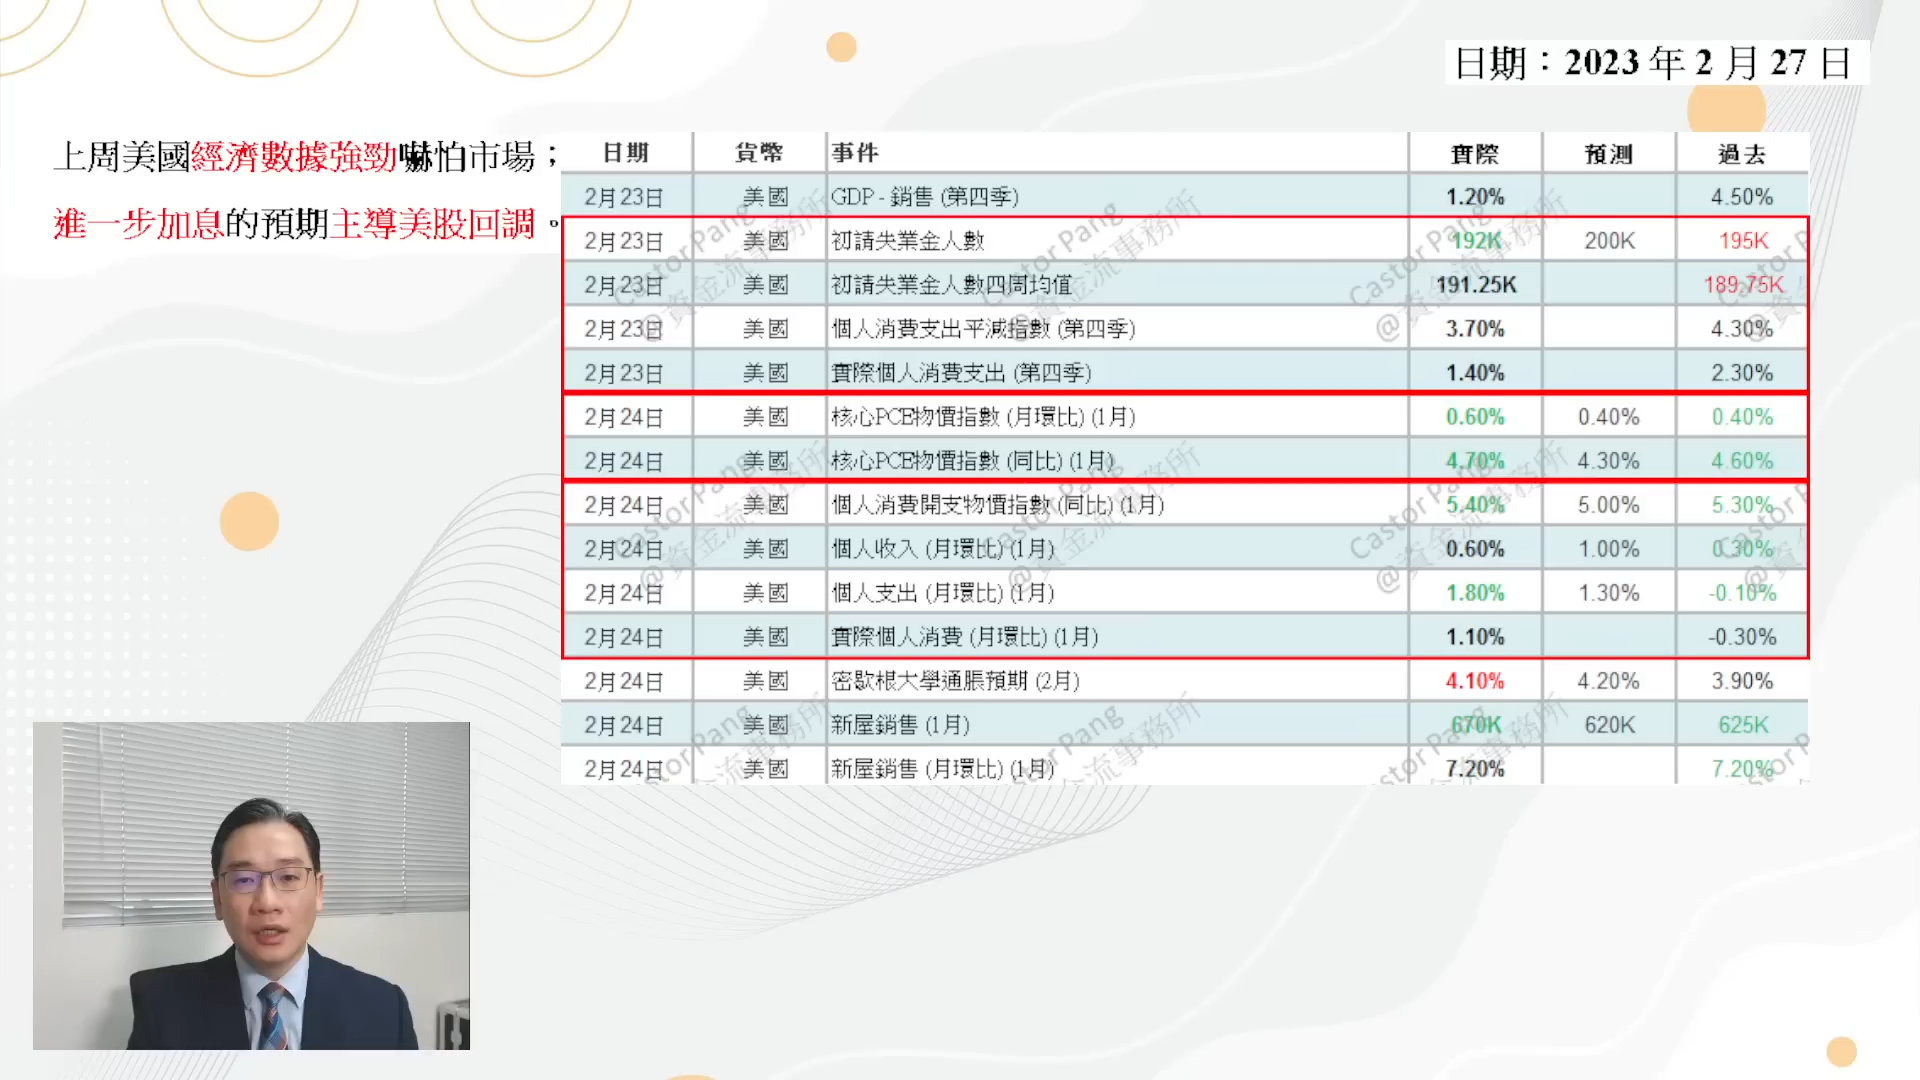 日期：2023 年 2 月 27 日
上周美國經濟數據強勁嚇怕市場；
進一步加息的預期主導美股回調。
日期 貨幣 事件 實際 預測 過去
2月23日 美國 GDP - 銷售 (第四季) 1.20% 4.50%
2月23日 美國 初請失業金人數 192K 200K 195K
2月23日 美國 初請失業金人數四周均值 191.25K 189.75K
2月23日 美國 個人消費支出平減指數 (第四季) 3.70% 4.30%
2月23日 美國 實際個人消費支出 (第四季) 1.40% 2.30%
2月24日 美國 核心PCE物價指數 (月環比) (1月) 0.60% 0.40% 0.40%
2月24日 美國 核心PCE物價指數 (同比) (1月) 4.70% 4.30% 4.60%
2月24日 美國 個人消費開支物價指數 (同比) (1月) 5.40% 5.00% 5.30%
2月24日 美國 個人收入 (月環比) (1月) 0.60% 1.00% 0.30%
2月24日 美國 個人支出 (月環比) (1月) 1.80% 1.30% -0.10%
2月24日 美國 實際個人消費 (月環比) (1月) 1.10% -0.30%
2月24日 美國 密歇根大學通脹預期 (2月) 4.10% 4.20% 3.90%
2月24日 美國 新屋銷售 (1月) 670K 620K 625K
2月24日 美國 新屋銷售 (月環比) (1月) 7.20% 7.20%
Castor Pang
@資金流事務所